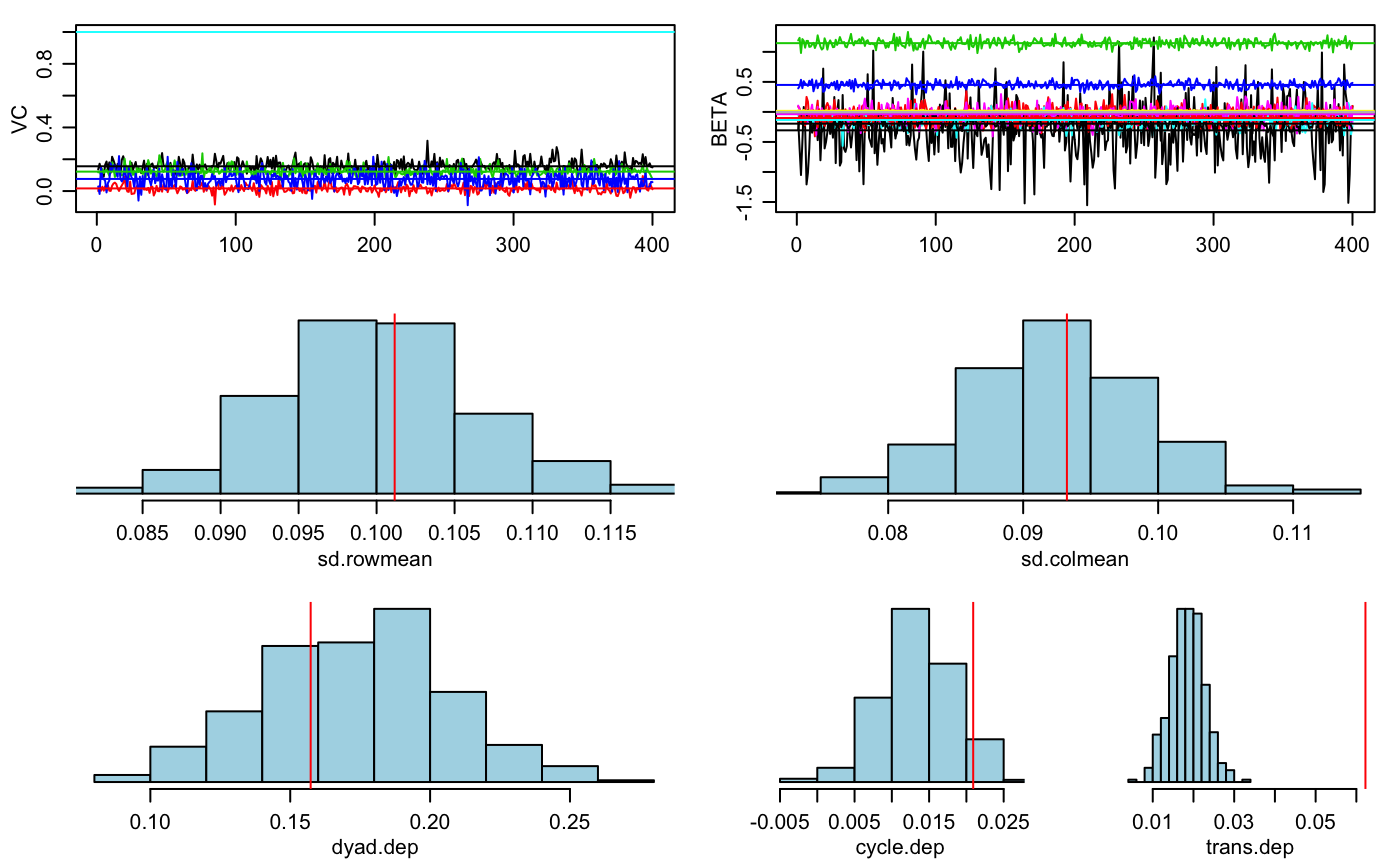 VC
0.0 0.4 0.8
0 100 200 300 400
BETA
-1.5 -0.5 0.5
0 100 200 300 400
0.085 0.090 0.095 0.100 0.105 0.110 0.115
sd.rowmean
0.08 0.09 0.10 0.11
sd.colmean
0.10 0.15 0.20 0.25
dyad.dep
-0.005 0.005 0.015 0.025
cycle.dep
0.01 0.03 0.05
trans.dep